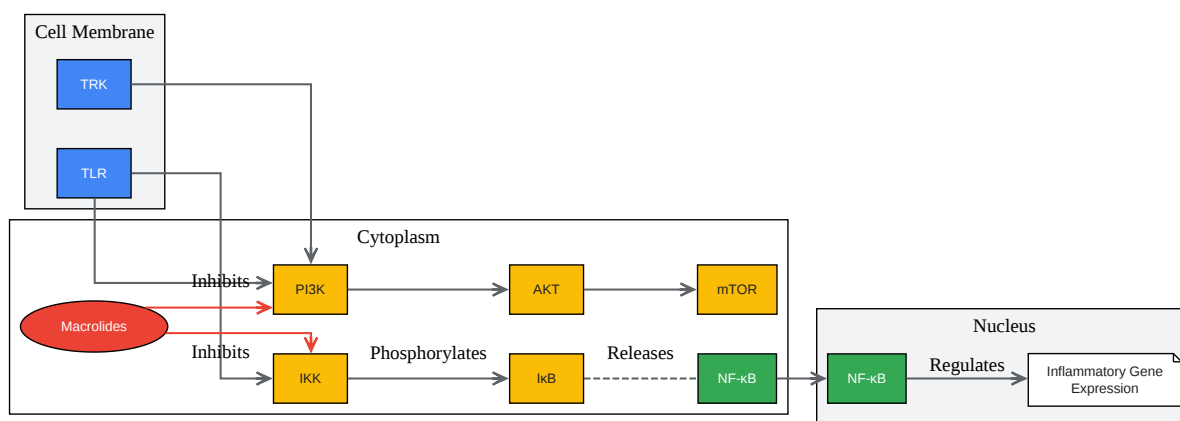 Cell Membrane
TRK
TLR
Cytoplasm
Inhibits
PI3K
AKT
mTOR
Macrolides
Nucleus
Inhibits
Phosphorylates
Releases
IKK
IκB
NF-κB
NF-κB
Regulates
Inflammatory Gene
Expression